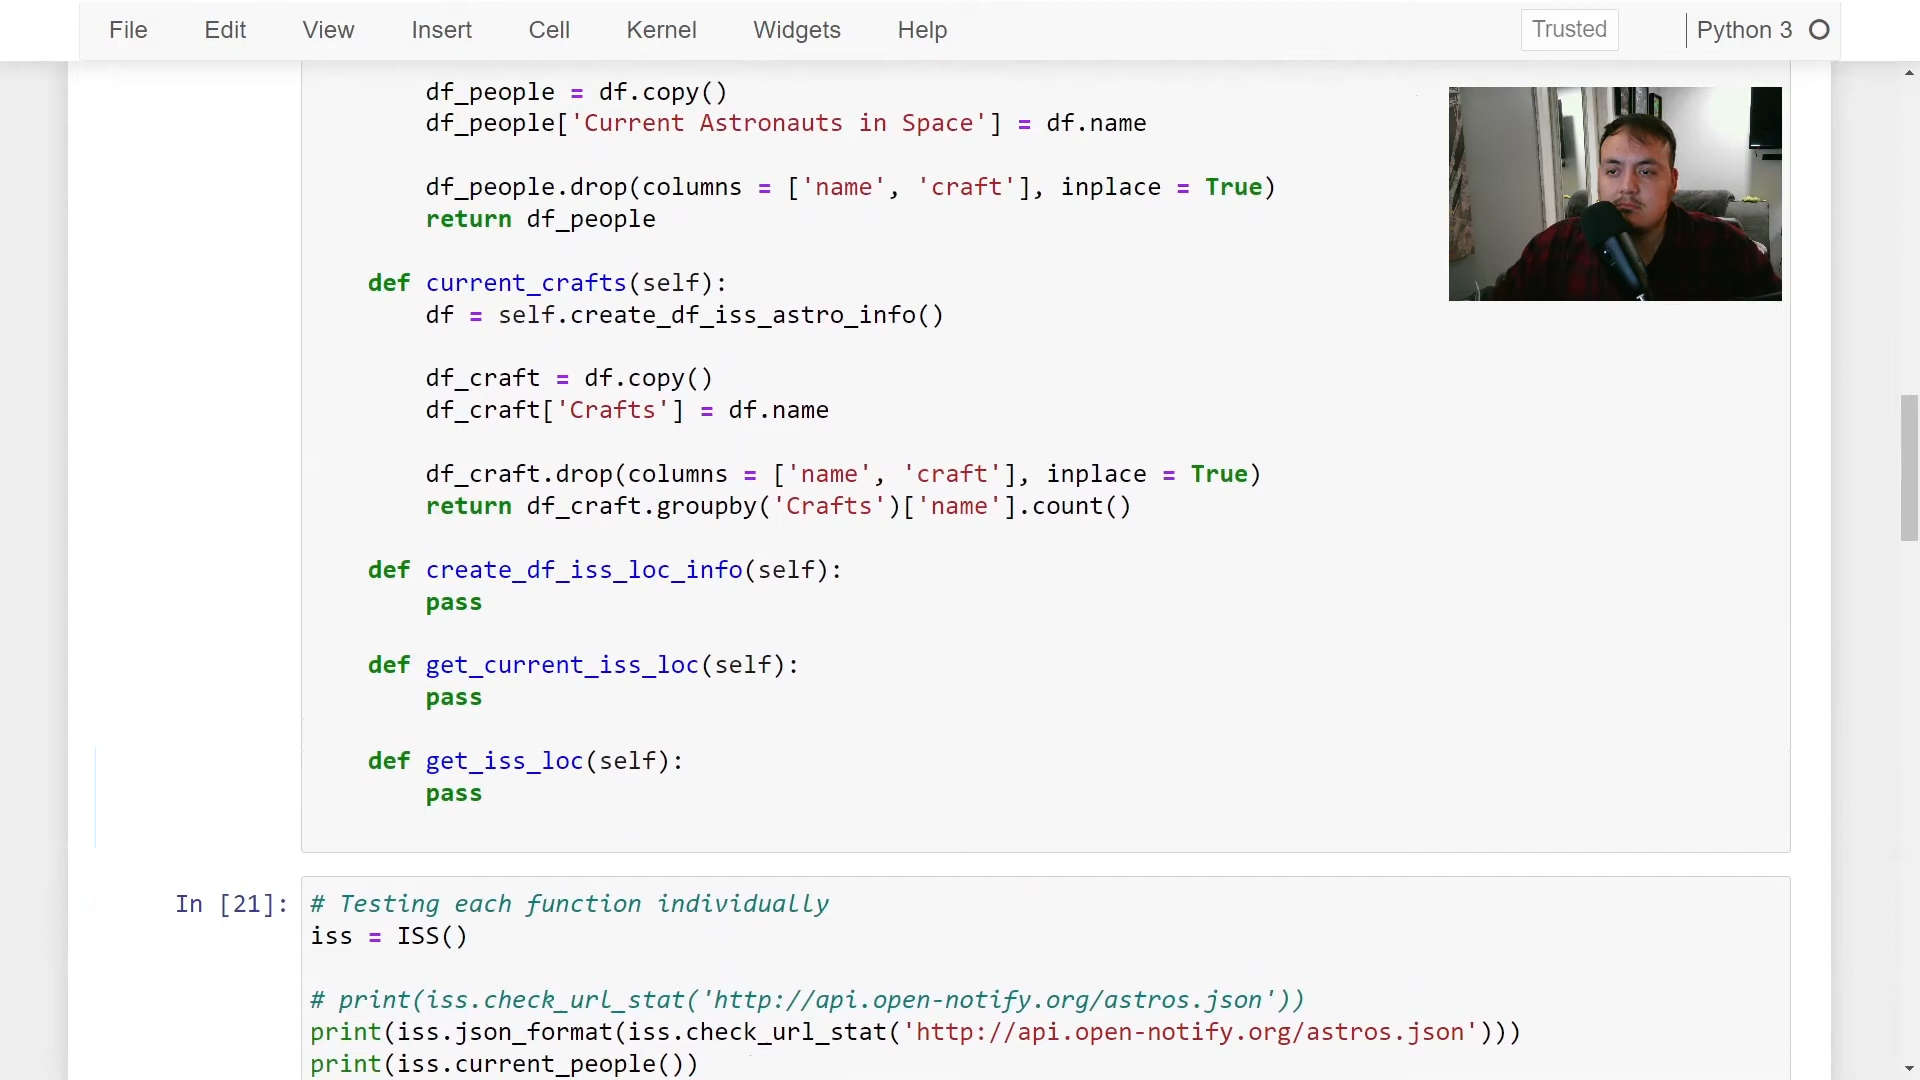 File Edit View Insert Cell Kernel Widgets Help Trusted Python 3
df_people = df.copy()
df_people['Current Astronauts in Space'] = df.name
df_people.drop(columns = ['name', 'craft'], inplace = True)
return df_people
def current_crafts(self):
df = self.create_df_iss_astro_info()
df_craft = df.copy()
df_craft['Crafts'] = df.name
df_craft.drop(columns = ['name', 'craft'], inplace = True)
return df_craft.groupby('Crafts')['name'].count()
def create_df_iss_loc_info(self):
pass
def get_current_iss_loc(self):
pass
def get_iss_loc(self):
pass
In [21]: # Testing each function individually
iss = ISS()
# print(iss.check_url_stat('http://api.open-notify.org/astros.json'))
print(iss.json_format(iss.check_url_stat('http://api.open-notify.org/astros.json')))
print(iss.current_people())